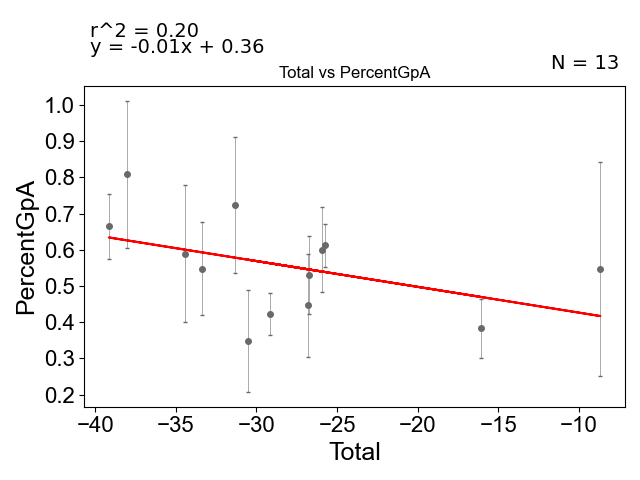 r^2 = 0.20
y = -0.01x + 0.36
N = 13
Total vs PercentGpA
PercentGpA
1.0
0.9
0.8
0.7
0.6
0.5
0.4
0.3
0.2
−40 −35 −30 −25 −20 −15 −10
Total